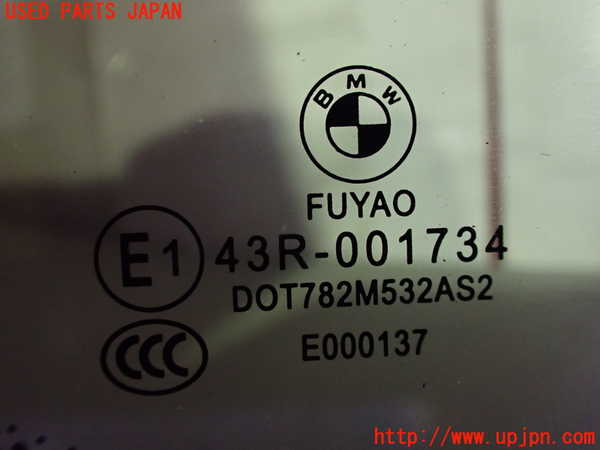 USED PARTS JAPAN
BMW
FUYAO
E1 43R-001734
DOT782M532AS2
CCC E000137
http://www.upjpn.com/